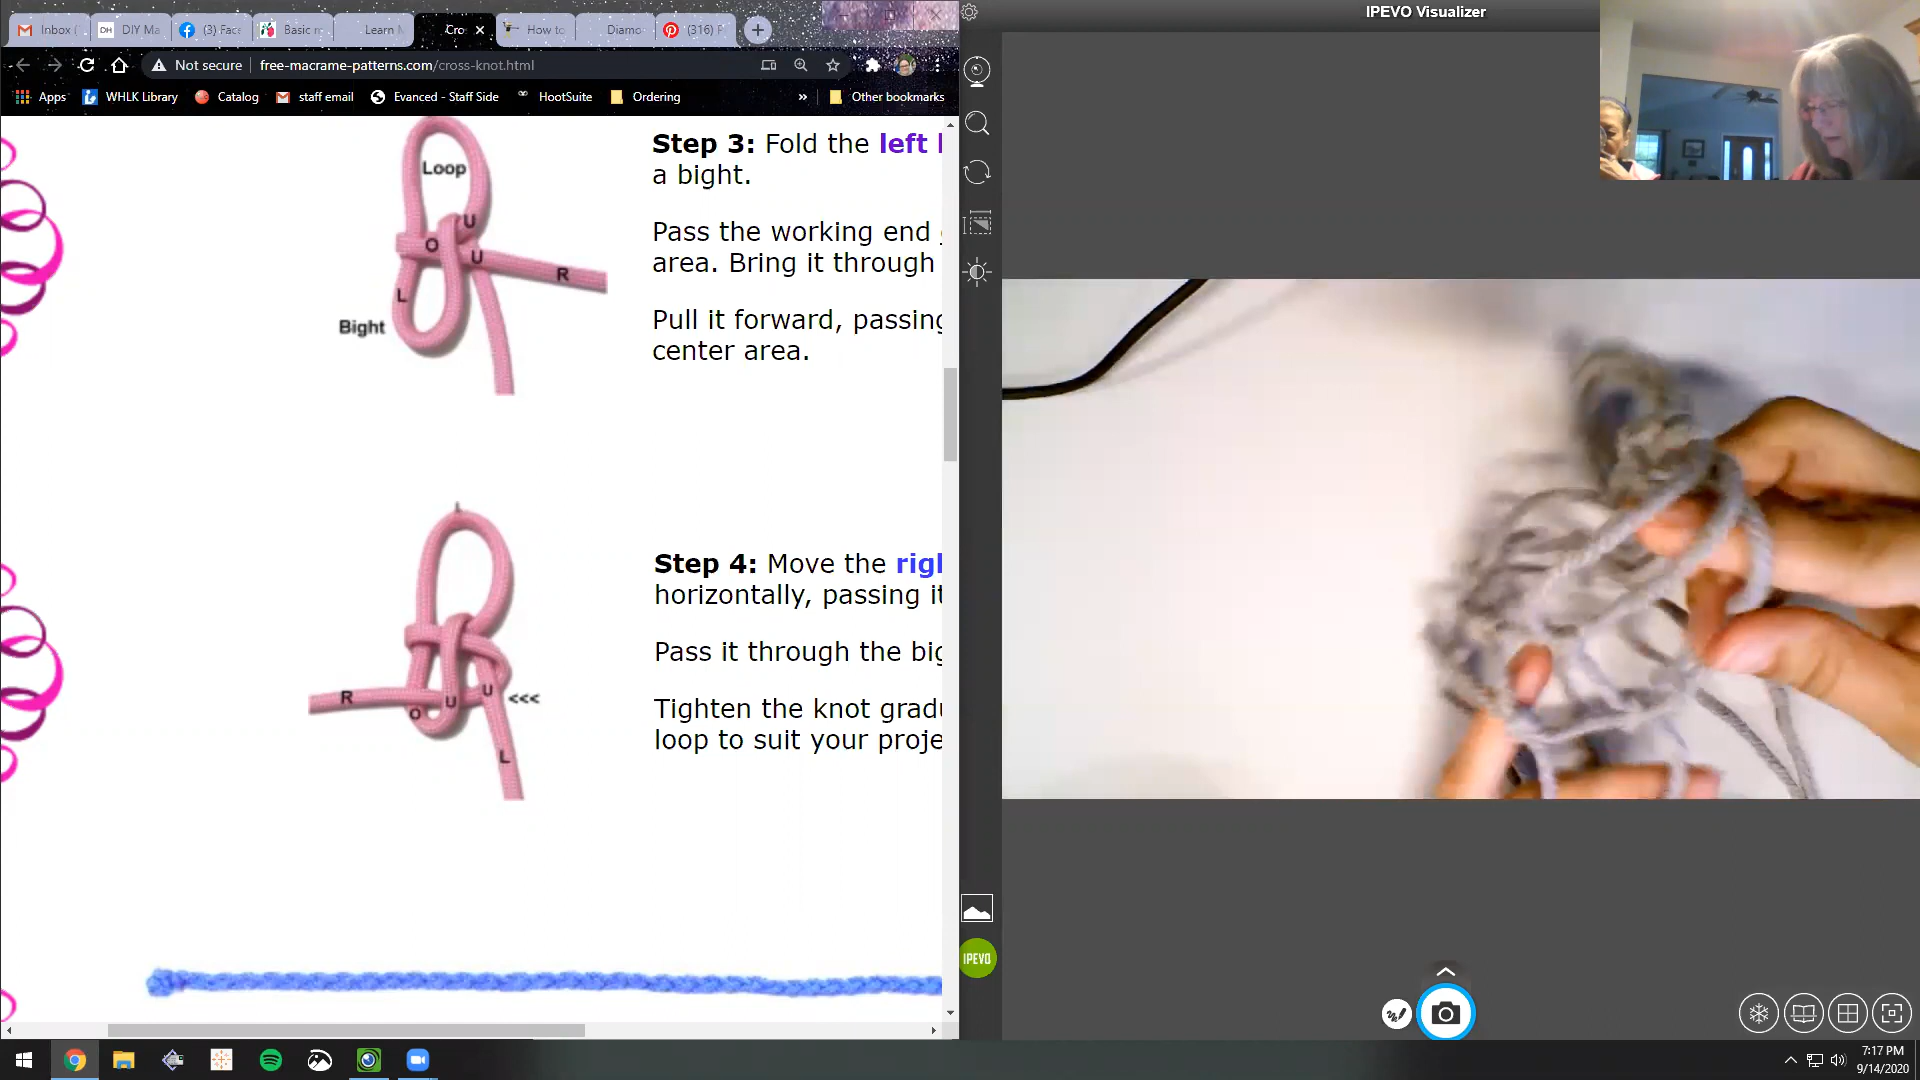 Inbox (
DIY Ma
(3) Face
Basic
Learn
Cro
How to
Diamo
(316) P
IPEVO Visualizer
Not secure
free-macrame-patterns.com/cross-knot.html
Apps
WHLK Library
Catalog
staff email
Evanced - Staff Side
HootSuite
Ordering
»
Other bookmarks
Loop
U
O
U
R
L
Bight
Step 3: Fold the left
a bight.
Pass the working end
area. Bring it through
Pull it forward, passing
center area.
Step 4: Move the righ
horizontally, passing it
Pass it through the big
Tighten the knot gradu
loop to suit your proje
R
O
U
U
<<<
L
IPEVO
7:17 PM
9/14/2020